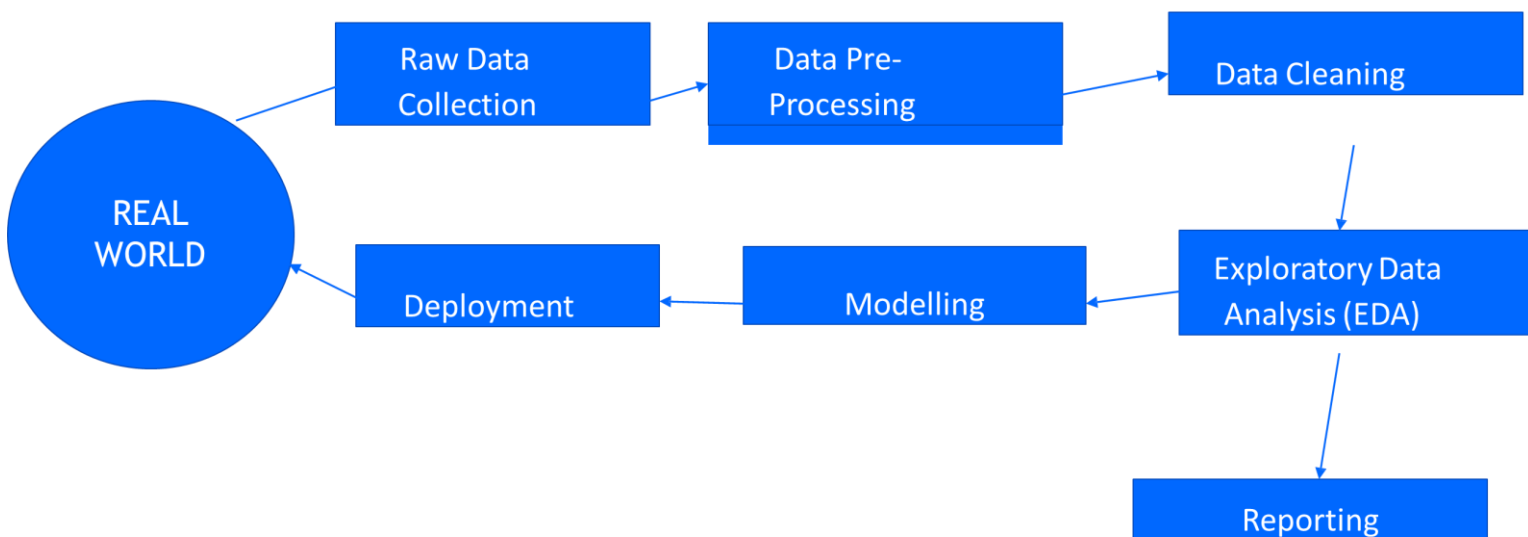 Raw Data
Collection
Data Pre-
Processing
Data Cleaning
REAL
WORLD
Deployment
Modelling
Exploratory Data
Analysis (EDA)
Reporting